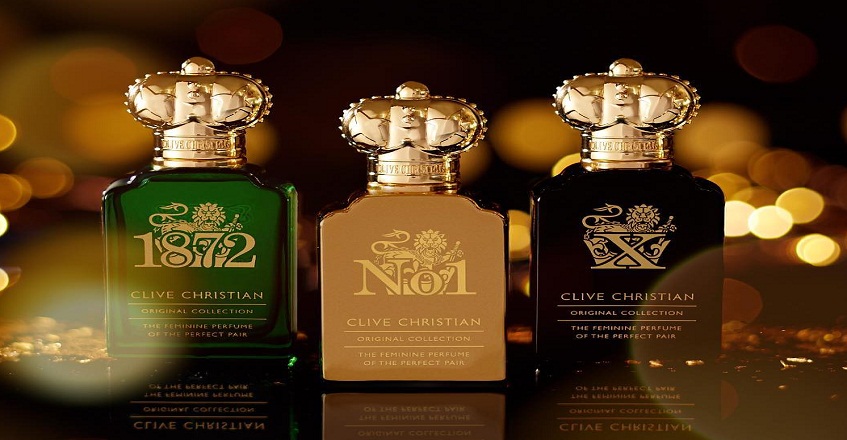 CLIVE CHRISTIAN
1872
CLIVE CHRISTIAN
ORIGINAL COLLECTION
THE FEMININE PERFUME
OF THE PERFECT PAIR
CLIVE CHRISTIAN
No1
CLIVE CHRISTIAN
ORIGINAL COLLECTION
THE FEMININE PERFUME
OF THE PERFECT PAIR
CLIVE CHRISTIAN
X
CLIVE CHRISTIAN
ORIGINAL COLLECTION
THE FEMININE PERFUME
OF THE PERFECT PAIR